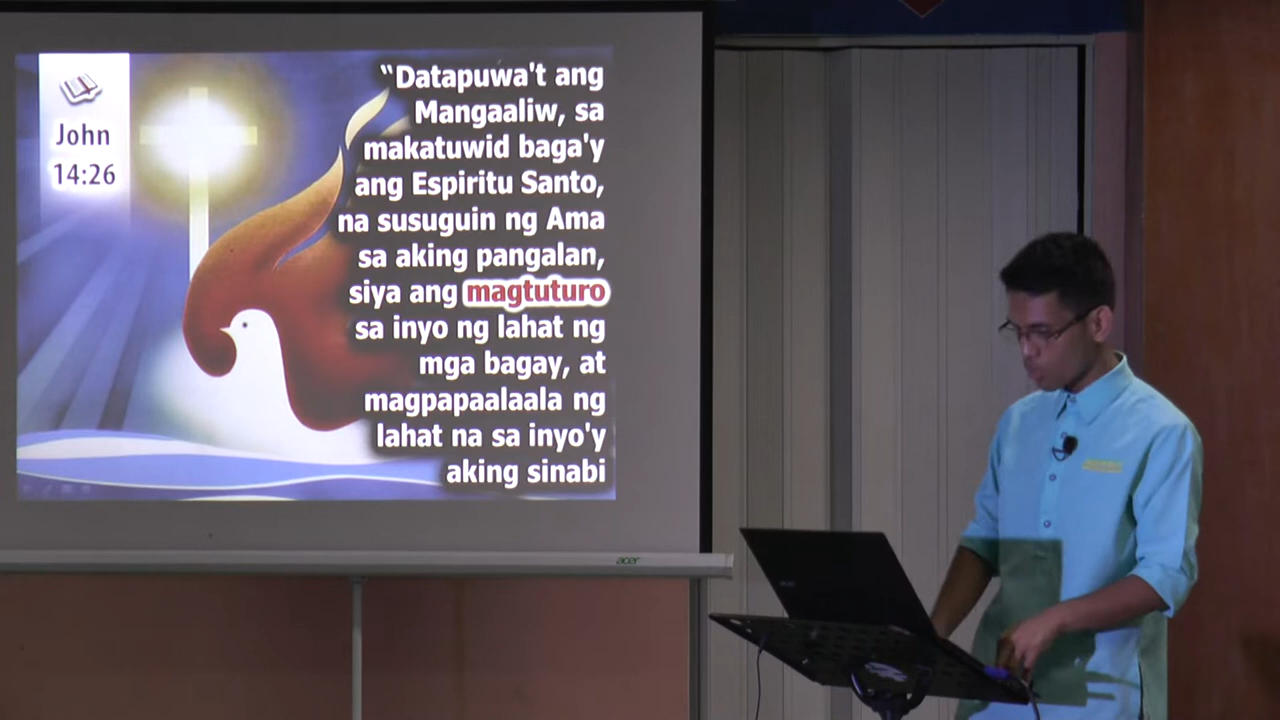 John
14:26
“Datapuwa't ang
Mangaaliw, sa
makatuwid baga'y
ang Espiritu Santo,
na susuguin ng Ama
sa aking pangalan,
siya ang magtuturo
sa inyo ng lahat ng
mga bagay, at
magpapaalaala ng
lahat na sa inyo'y
aking sinabi
acer